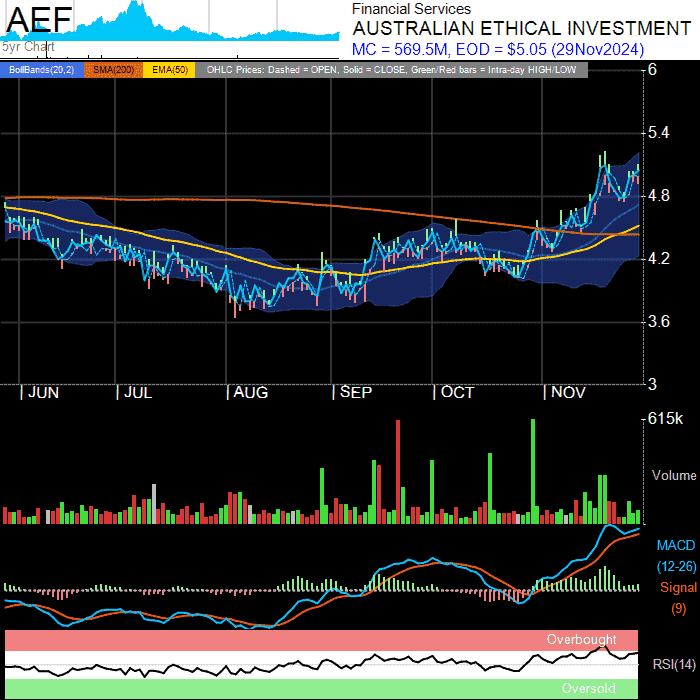 AEF
5yr Chart
Financial Services
AUSTRALIAN ETHICAL INVESTMENT
MC = 569.5M, EOD = $5.05 (29Nov2024)
BollBands(20,2) SMA(200) EMA(50) OHLC Prices: Dashed = OPEN, Solid = CLOSE, Green/Red bars = Intra-day HIGH/LOW
6
5.4
4.8
4.2
3.6
3
| JUN | JUL | AUG | SEP | OCT | NOV
615k
Volume
MACD
(12-26)
Signal
(9)
Overbought
RSI(14)
Oversold